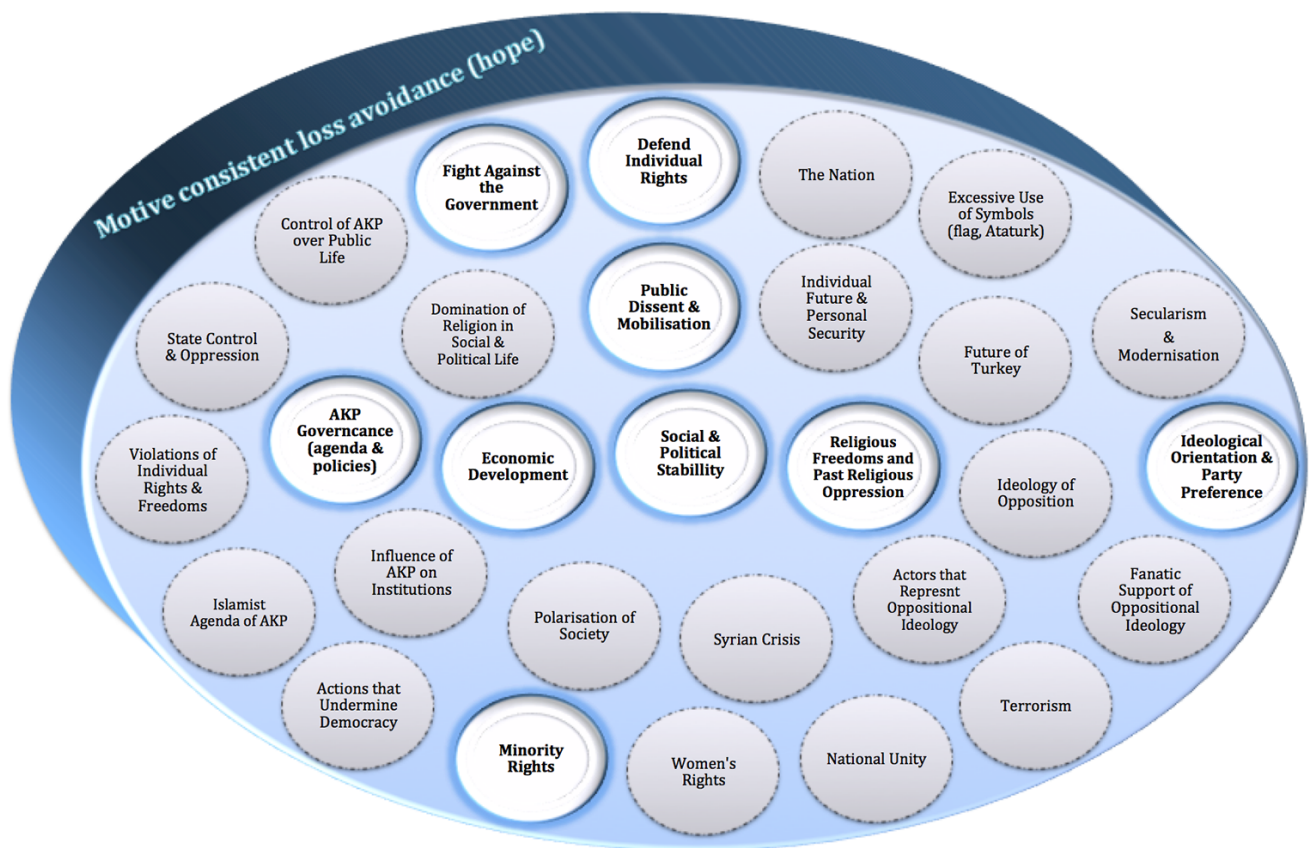 Motive consistent loss avoidance (hope)
Fight Against
the
Government
Defend
Individual
Rights
The Nation
Excessive Use
of Symbols
(flag, Ataturk)
Control of AKP
over Public
Life
Public
Dissent &
Mobilisation
Individual
Future &
Personal
Security
Domination of
Religion in
Social &
Political Life
State Control
& Oppression
Future of
Turkey
Secularism
&
Modernisation
AKP
Governcance
(agenda &
policies)
Economic
Development
Social &
Political
Stabillity
Religious
Freedoms and
Past Religious
Oppression
Ideological
Orientation &
Party
Preference
Violations of
Individual
Rights &
Freedoms
Ideology of
Opposition
Influence of
AKP on
Institutions
Islamist
Agenda of AKP
Polarisation of
Society
Syrian Crisis
Actors that
Represnt
Oppositional
Ideology
Fanatic
Support of
Oppositional
Ideology
Actions that
Undermine
Democracy
Terrorism
Minority
Rights
Women's
Rights
National Unity